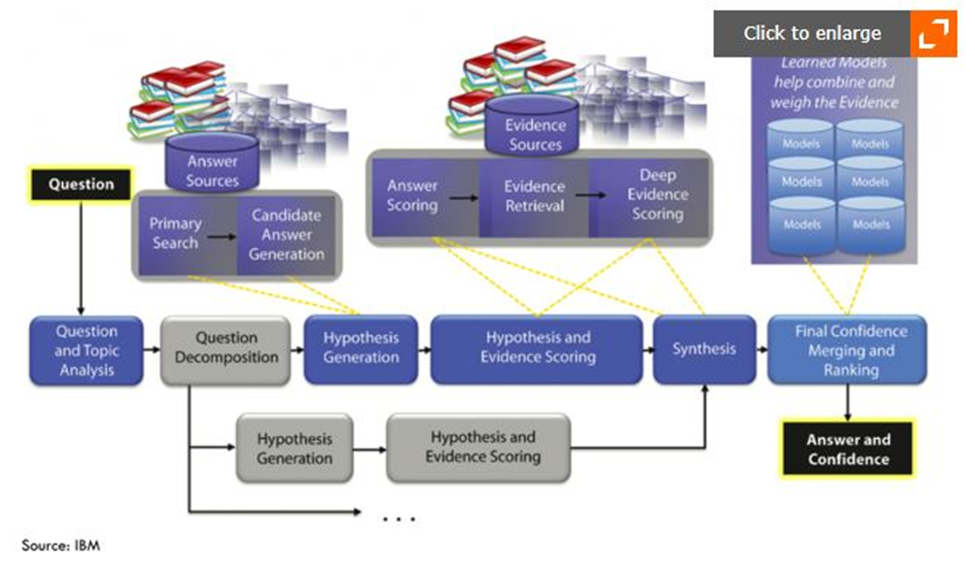 Click to enlarge
Learned Models
help combine and
weigh the Evidence
Models
Models
Models
Models
Models
Models
Answer
Sources
Evidence
Sources
Question
Primary
Search
Candidate
Answer
Generation
Answer
Scoring
Evidence
Retrieval
Deep
Evidence
Scoring
Question
and Topic
Analysis
Question
Decomposition
Hypothesis
Generation
Hypothesis and
Evidence Scoring
Synthesis
Final Confidence
Merging and
Ranking
Hypothesis
Generation
Hypothesis and
Evidence Scoring
Answer and
Confidence
. . .
Source: IBM